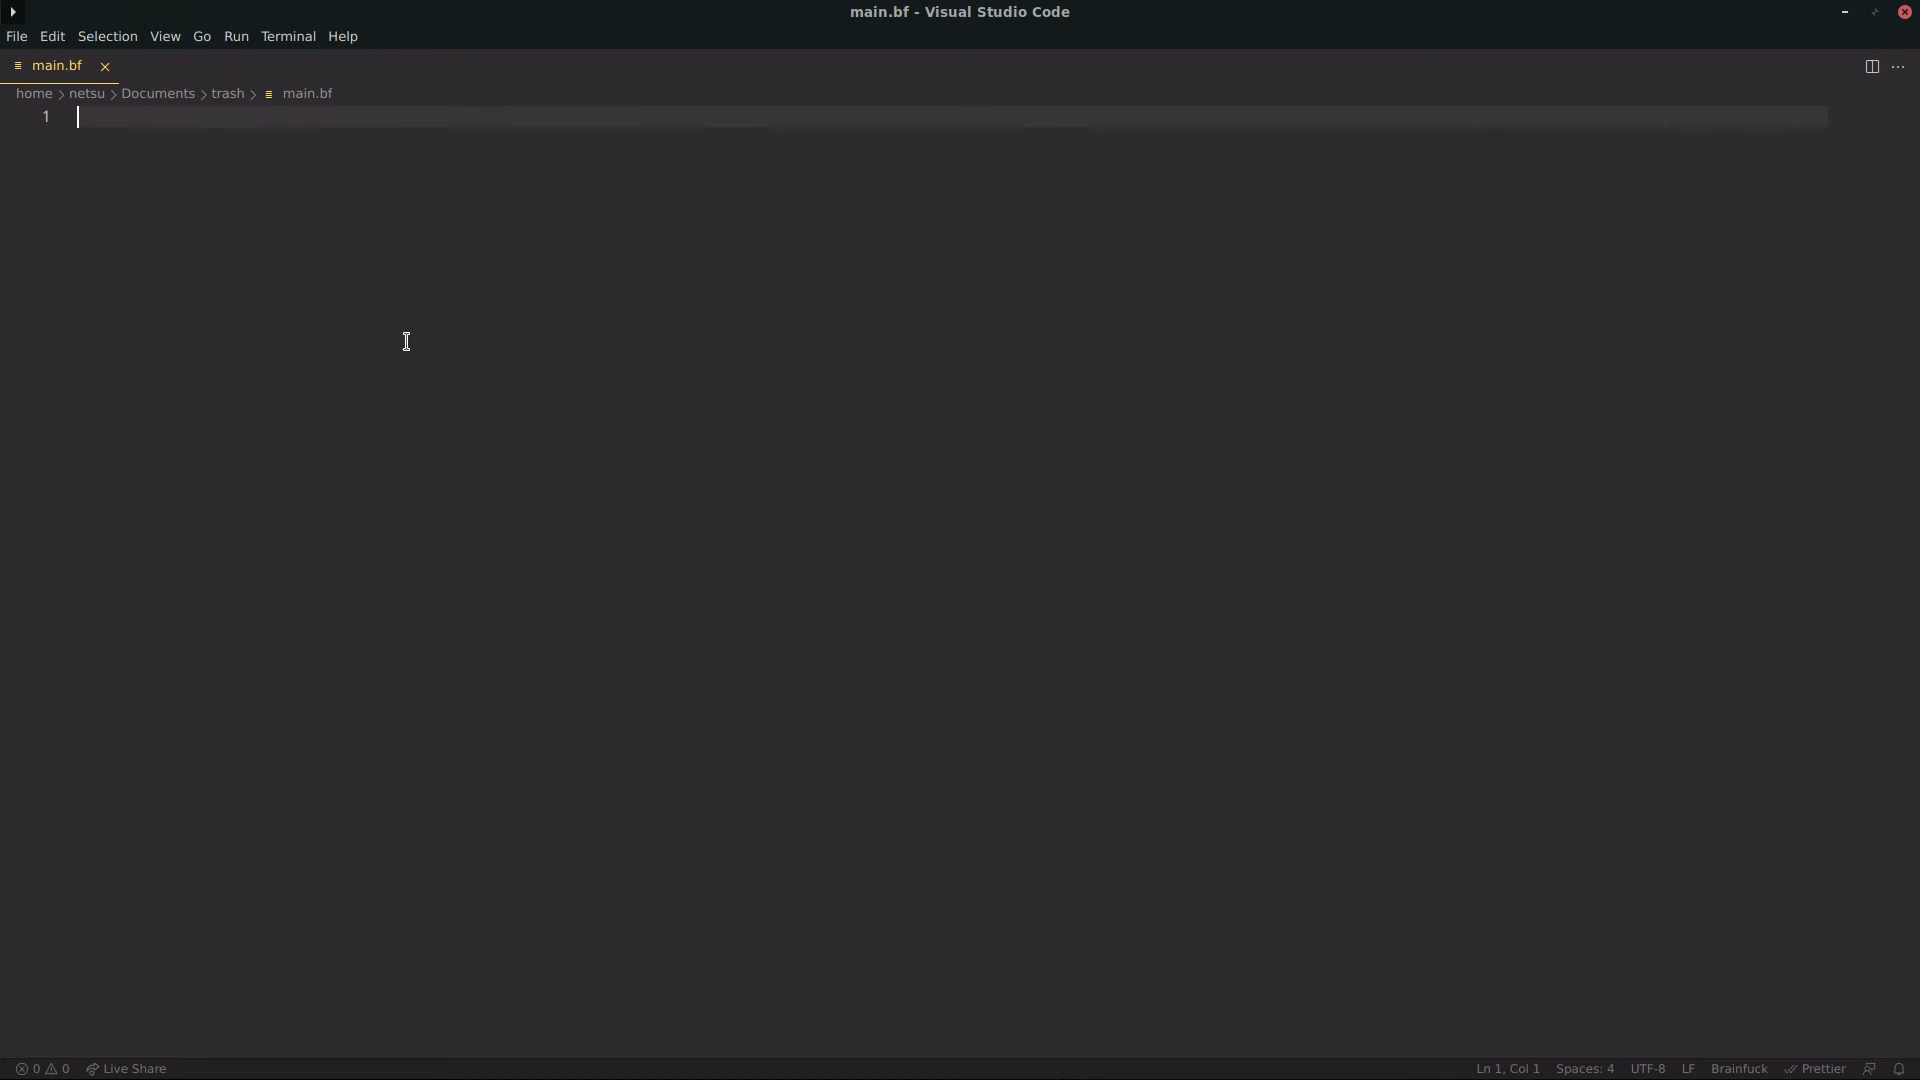 main.bf - Visual Studio Code
File Edit Selection View Go Run Terminal Help
main.bf
home > netsu > Documents > trash > main.bf
1
0 0 Live Share Ln 1, Col 1 Spaces: 4 UTF-8 LF Brainfuck Prettier